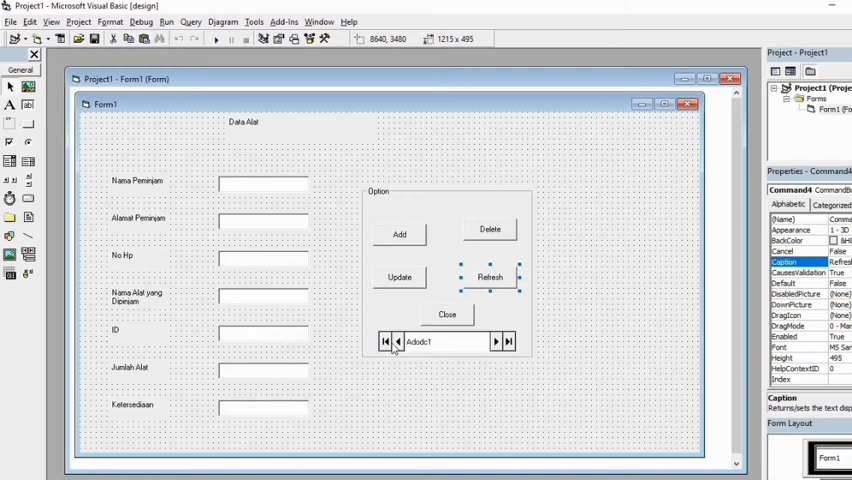 Project1 - Microsoft Visual Basic [design]
File Edit View Project Format Debug Run Query Diagram Tools Add-Ins Window Help
8640, 3480
1215 x 495
General
Project1 - Form1 (Form)
Form1
Data Alat
Nama Peminjam
Alamat Peminjam
No Hp
Nama Alat yang
Dipinjam
ID
Jumlah Alat
Ketersediaan
Option
Add
Delete
Update
Refresh
Close
Adodc1
Project - Project1
Project1 (Proj
Forms
Form1 (Fo
Properties - Command4
Command4 CommandBu
Alphabetic Categorized
(Name) Comma
Appearance 1 - 3D
BackColor &H8
Cancel False
Caption Refresh
CausesValidation True
Default False
DisabledPicture (None)
DownPicture (None)
DragIcon (None)
DragMode 0 - Man
Enabled True
Font MS San
Height 495
HelpContextID 0
Index
Caption
Returns/sets the text disp
Form Layout
Form1